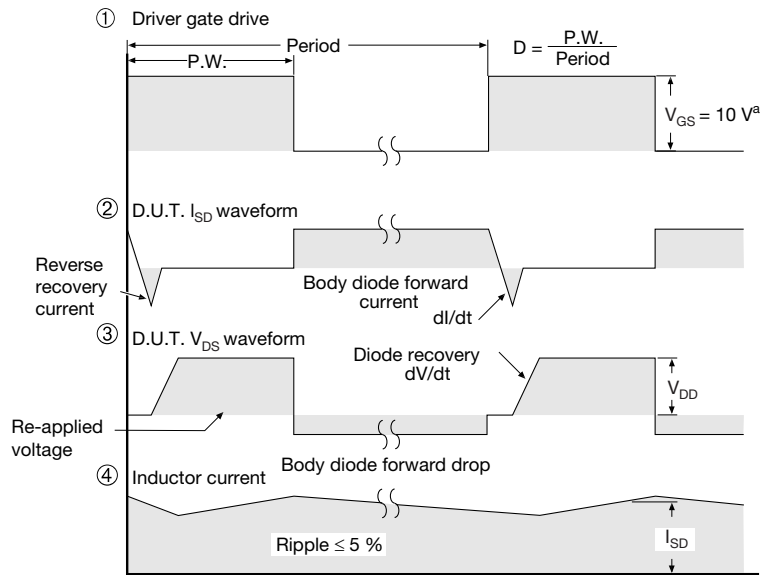 ① Driver gate drive
Period
P.W.
D = P.W. / Period
V_GS = 10 V^a
② D.U.T. I_SD waveform
Reverse
recovery
current
Body diode forward
current
dI/dt
③ D.U.T. V_DS waveform
Diode recovery
dV/dt
V_DD
Re-applied
voltage
Body diode forward drop
④ Inductor current
Ripple ≤ 5 %
I_SD